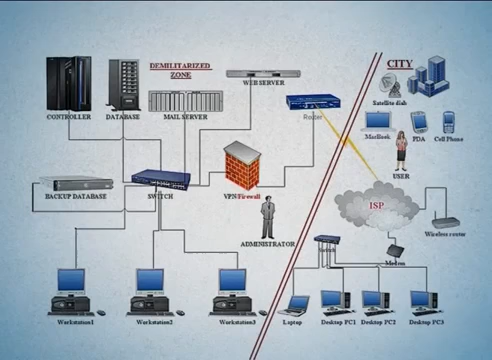 DEMILITARIZED
ZONE
CITY
WEB SERVER
CONTROLLER
DATABASE
MAIL SERVER
Router
Satellite dish
MacBook
PDA
Cell Phone
USER
BACKUP DATABASE
SWITCH
VPN/Firewall
ISP
ADMINISTRATOR
Wireless router
Switch
Modem
Workstation1
Workstation2
Workstation3
Laptop
Desktop PC1
Desktop PC2
Desktop PC3